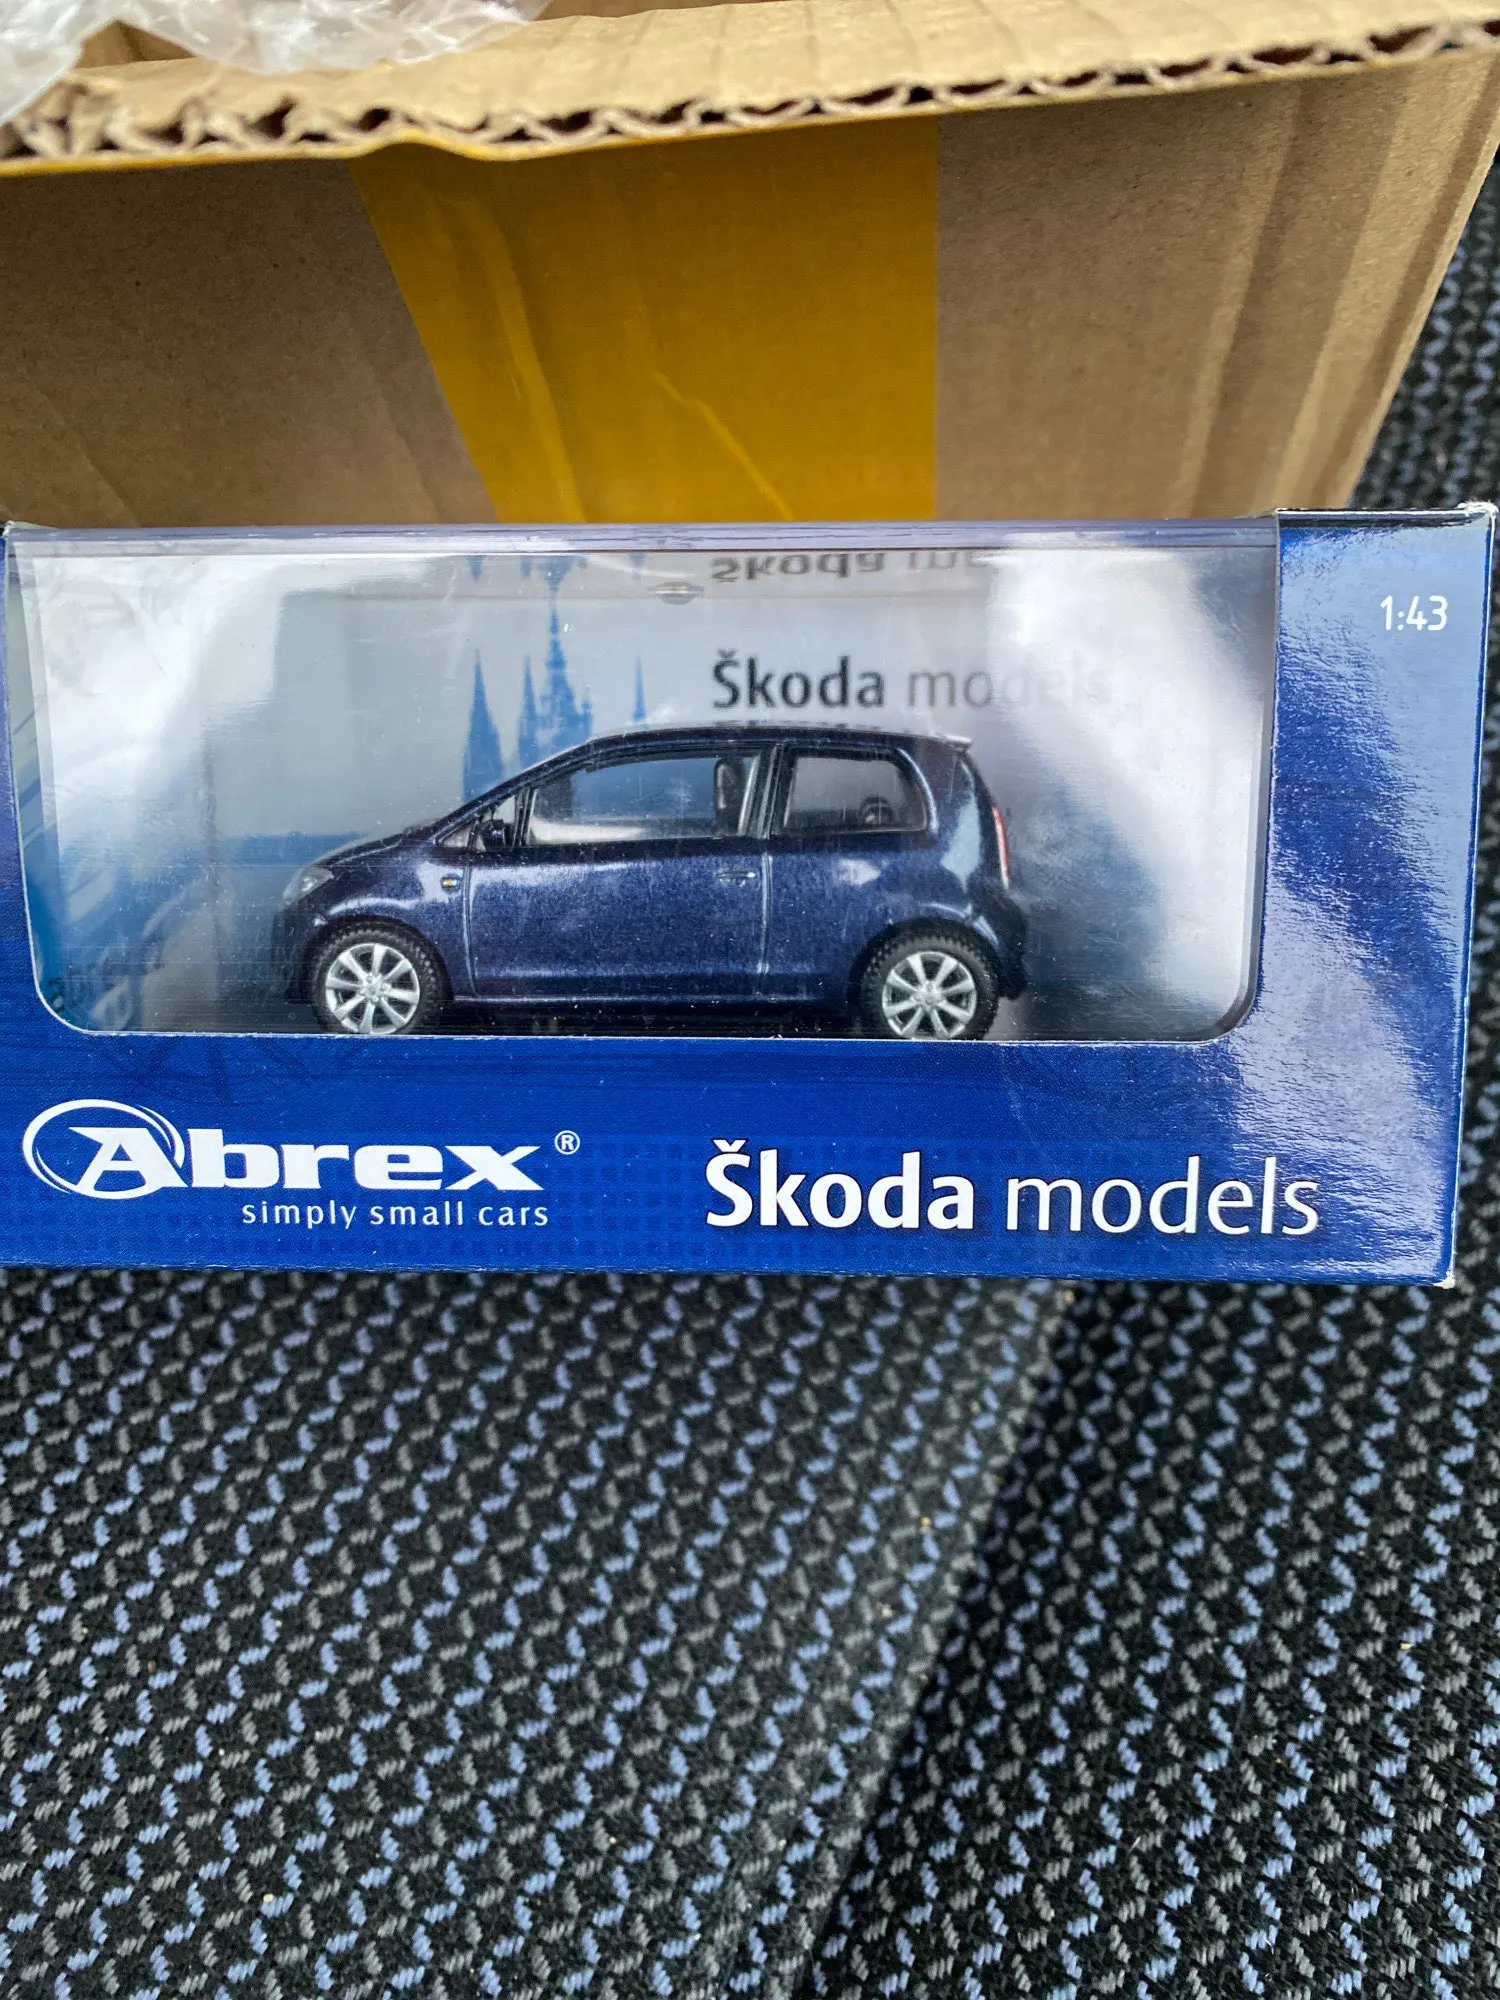 1:43
Škoda models
Abrex®
simply small cars
Škoda models